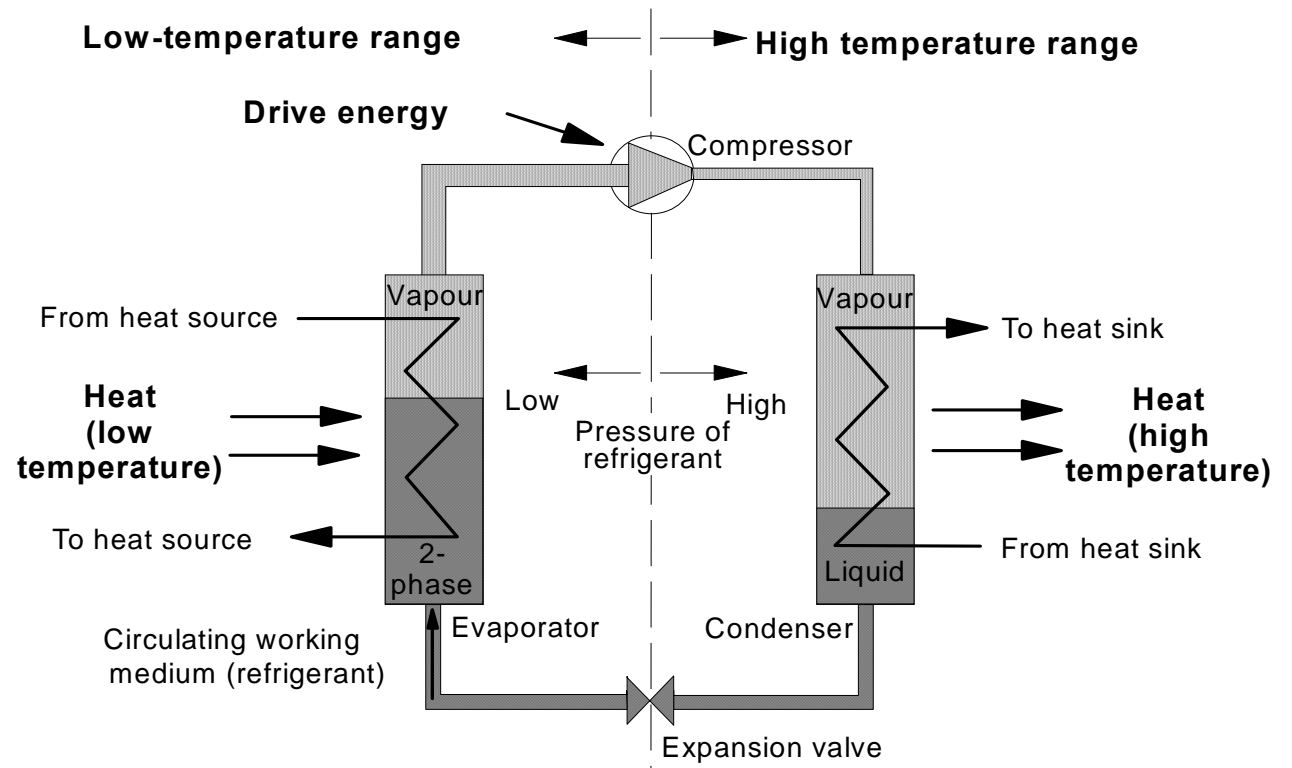 Low-temperature range
High temperature range
Drive energy
Compressor
Vapour
Vapour
From heat source
To heat sink
Heat
(low
temperature)
Low
High
Pressure of
refrigerant
Heat
(high
temperature)
To heat source
From heat sink
2-
phase
Liquid
Evaporator
Condenser
Circulating working
medium (refrigerant)
Expansion valve